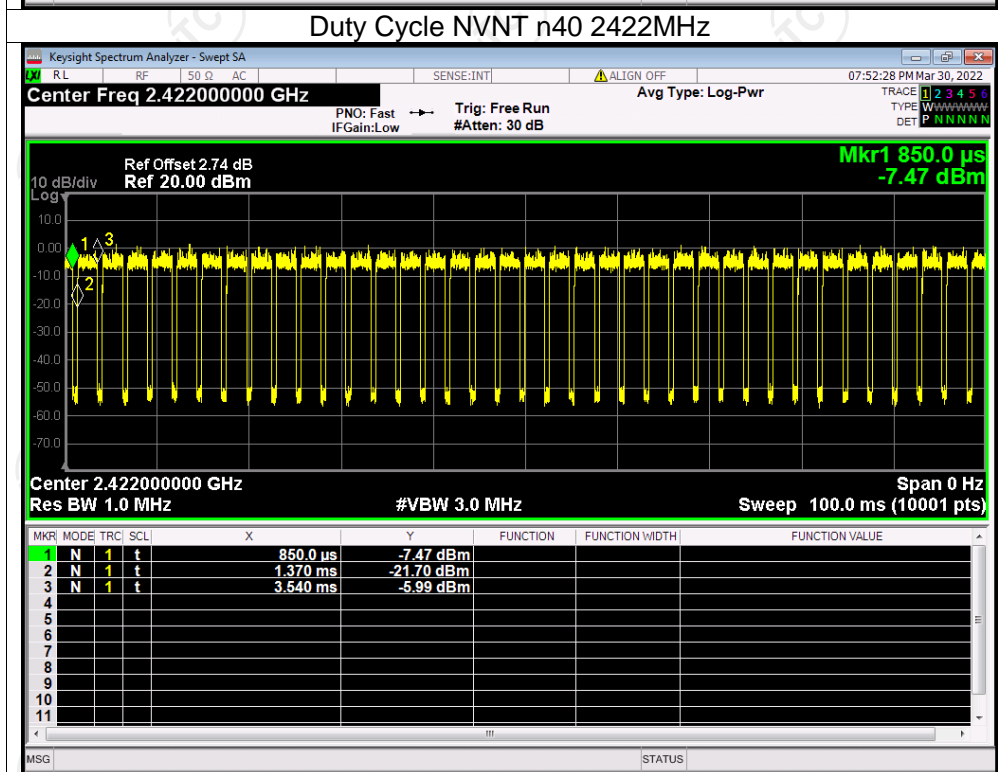 Duty Cycle NVNT n40 2422MHz
Keysight Spectrum Analyzer - Swept SA
LXI RL RF 50 Ω AC SENSE:INT ALIGN OFF 07:52:28 PM Mar 30, 2022
Center Freq 2.422000000 GHz Avg Type: Log-Pwr TRACE 1 2 3 4 5 6
PNO: Fast Trig: Free Run TYPE WWWWWW
IFGain:Low #Atten: 30 dB DET P N N N N N
Mkr1 850.0 µs
Ref Offset 2.74 dB
10 dB/div Ref 20.00 dBm -7.47 dBm
Log
10.0
0.00
-10.0
-20.0
-30.0
-40.0
-50.0
-60.0
-70.0
1 3
2
Center 2.422000000 GHz Span 0 Hz
Res BW 1.0 MHz #VBW 3.0 MHz Sweep 100.0 ms (10001 pts)
MKR MODE TRC SCL X Y FUNCTION FUNCTION WIDTH FUNCTION VALUE
1 N 1 t 850.0 µs -7.47 dBm
2 N 1 t 1.370 ms -21.70 dBm
3 N 1 t 3.540 ms -5.99 dBm
4
5
6
7
8
9
10
11
MSG STATUS